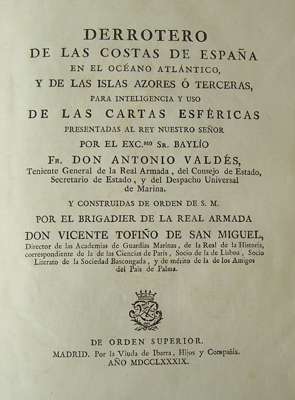 DERROTERO
DE LAS COSTAS DE ESPAÑA
EN EL OCÉANO ATLÁNTICO,
Y DE LAS ISLAS AZORES Ó TERCERAS,
PARA INTELIGENCIA Y USO
DE LAS CARTAS ESFÉRICAS
PRESENTADAS AL REY NUESTRO SEÑOR
POR EL EXC.MO SR. BAYLÍO
FR. DON ANTONIO VALDÉS,
Teniente General de la Real Armada, del Consejo de Estado,
Secretario de Estado, y del Despacho Universal
de Marina.
Y CONSTRUIDAS DE ORDEN DE S. M.
POR EL BRIGADIER DE LA REAL ARMADA
DON VICENTE TOFIÑO DE SAN MIGUEL,
Director de las Academias de Guardias Marinas, de la Real de la Historia,
correspondiente de la de las Ciencias de París, Socio de la de Lisboa, Socio
Literato de la Sociedad Bascongada, y de mérito de la de los Amigos
del País de Palma.
DE ORDEN SUPERIOR.
MADRID. Por la Viuda de Ibarra, Hijos y Compañía.
AÑO MDCCLXXXIX.